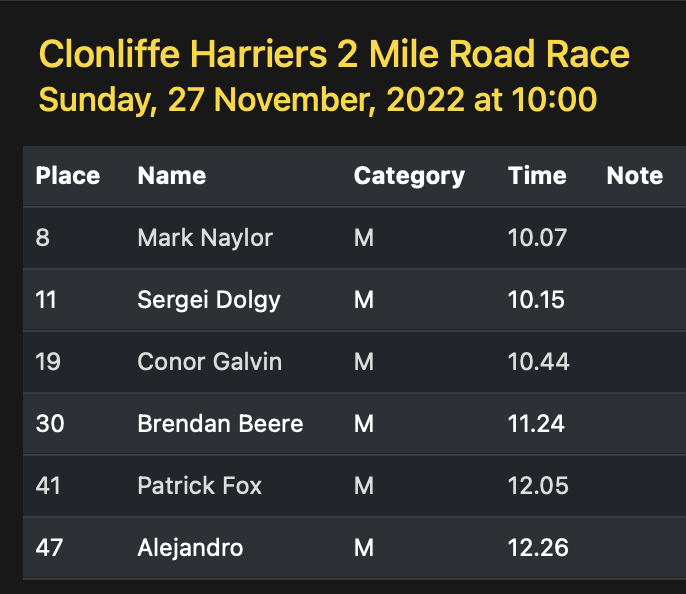 Clonliffe Harriers 2 Mile Road Race
Sunday, 27 November, 2022 at 10:00
Place Name Category Time Note
8 Mark Naylor M 10.07
11 Sergei Dolgy M 10.15
19 Conor Galvin M 10.44
30 Brendan Beere M 11.24
41 Patrick Fox M 12.05
47 Alejandro M 12.26